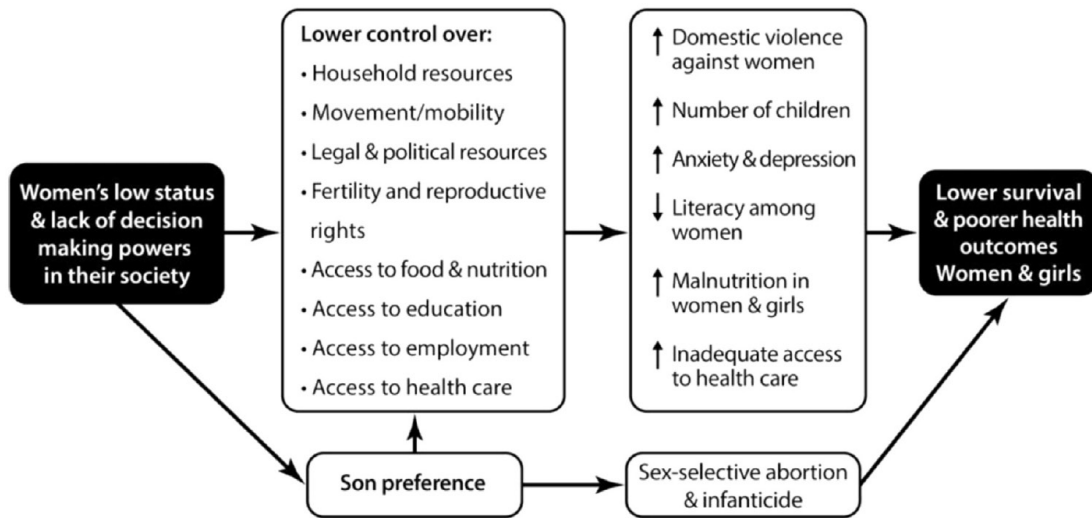 Women's low status
& lack of decision
making powers
in their society
Lower control over:
• Household resources
• Movement/mobility
• Legal & political resources
• Fertility and reproductive
rights
• Access to food & nutrition
• Access to education
• Access to employment
• Access to health care
↑ Domestic violence
against women
↑ Number of children
↑ Anxiety & depression
↓ Literacy among
women
↑ Malnutrition in
women & girls
↑ Inadequate access
to health care
Lower survival
& poorer health
outcomes
Women & girls
Son preference
Sex-selective abortion
& infanticide